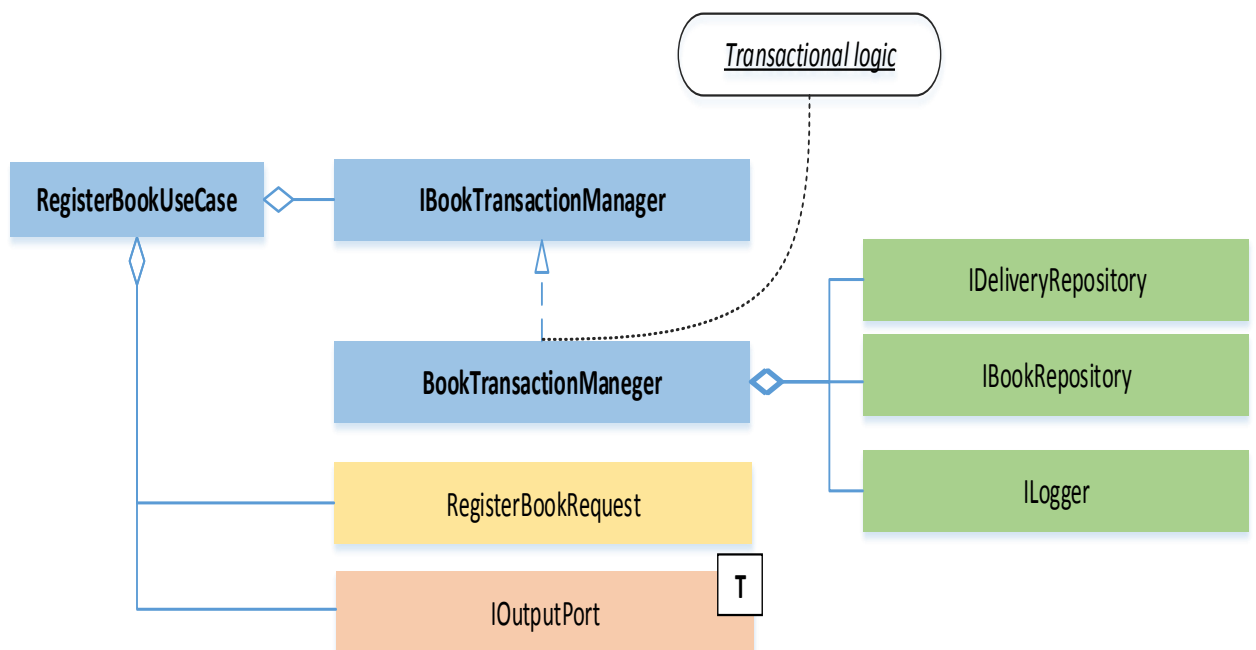 Transactional logic
RegisterBookUseCase
IBookTransactionManager
IDeliveryRepository
BookTransactionManeger
IBookRepository
RegisterBookRequest
ILogger
T
IOutputPort